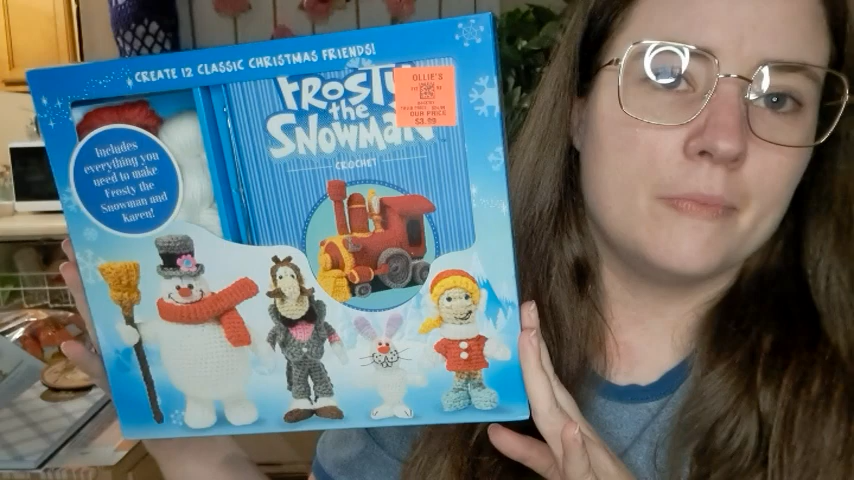 CREATE 12 CLASSIC CHRISTMAS FRIENDS!
FROSTY
the
SNOWMAN
CROCHET
OLLIE'S
OUR PRICE
$3.99
Includes
everything you
need to make
Frosty the
Snowman and
Karen!